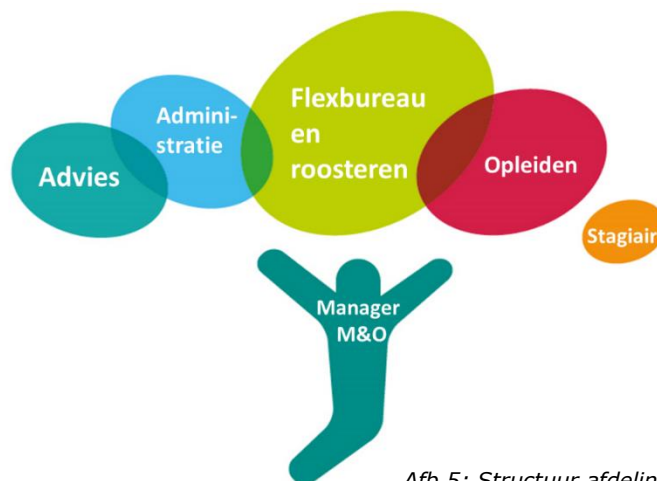 Flexbureau
en
roosteren
Admini-
stratie
Advies
Opleiden
Stagiair
Manager
M&O
Afb 5: Structuur afdelin